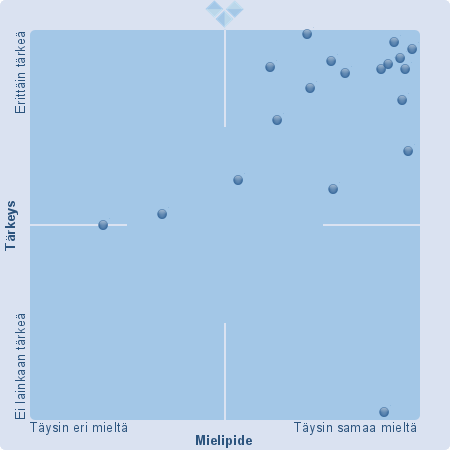 Erittäin tärkeä
Tärkeys
Ei lainkaan tärkeä
Täysin eri mieltä
Täysin samaa mieltä
Mielipide